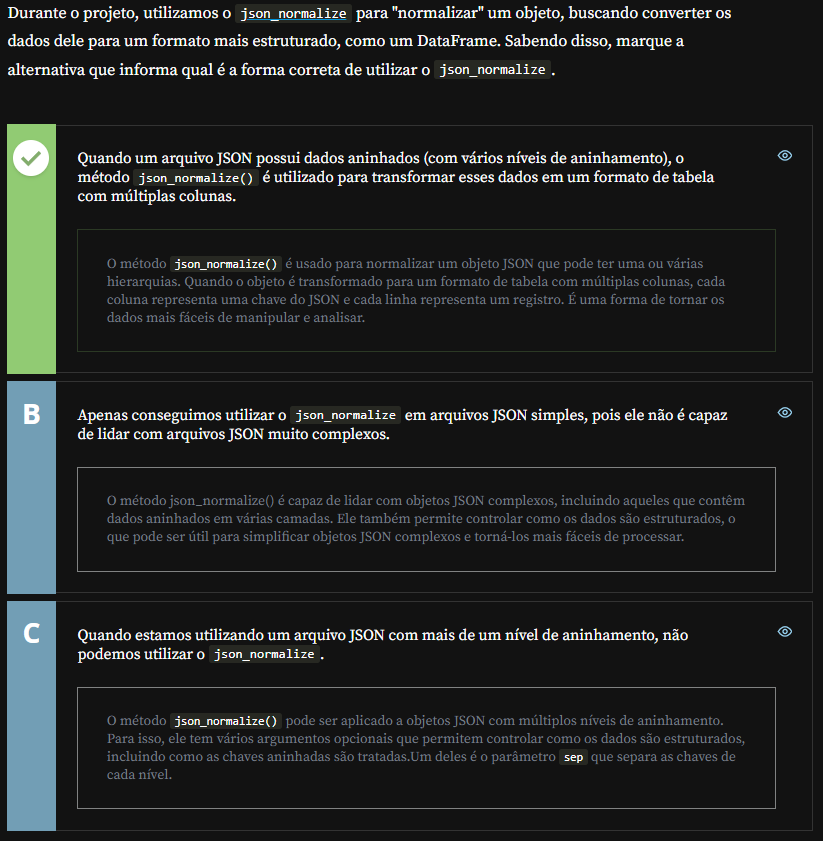 Durante o projeto, utilizamos o json_normalize para "normalizar" um objeto, buscando converter os
dados dele para um formato mais estruturado, como um DataFrame. Sabendo disso, marque a
alternativa que informa qual é a forma correta de utilizar o json_normalize.
Quando um arquivo JSON possui dados aninhados (com vários níveis de aninhamento), o
método json_normalize() é utilizado para transformar esses dados em um formato de tabela
com múltiplas colunas.
O método json_normalize() é usado para normalizar um objeto JSON que pode ter uma ou várias
hierarquias. Quando o objeto é transformado para um formato de tabela com múltiplas colunas, cada
coluna representa uma chave do JSON e cada linha representa um registro. É uma forma de tornar os
dados mais fáceis de manipular e analisar.
B
Apenas conseguimos utilizar o json_normalize em arquivos JSON simples, pois ele não é capaz
de lidar com arquivos JSON muito complexos.
O método json_normalize() é capaz de lidar com objetos JSON complexos, incluindo aqueles que contêm
dados aninhados em várias camadas. Ele também permite controlar como os dados são estruturados, o
que pode ser útil para simplificar objetos JSON complexos e torná-los mais fáceis de processar.
C
Quando estamos utilizando um arquivo JSON com mais de um nível de aninhamento, não
podemos utilizar o json_normalize.
O método json_normalize() pode ser aplicado a objetos JSON com múltiplos níveis de aninhamento.
Para isso, ele tem vários argumentos opcionais que permitem controlar como os dados são estruturados,
incluindo como as chaves aninhadas são tratadas.Um deles é o parâmetro sep que separa as chaves de
cada nível.